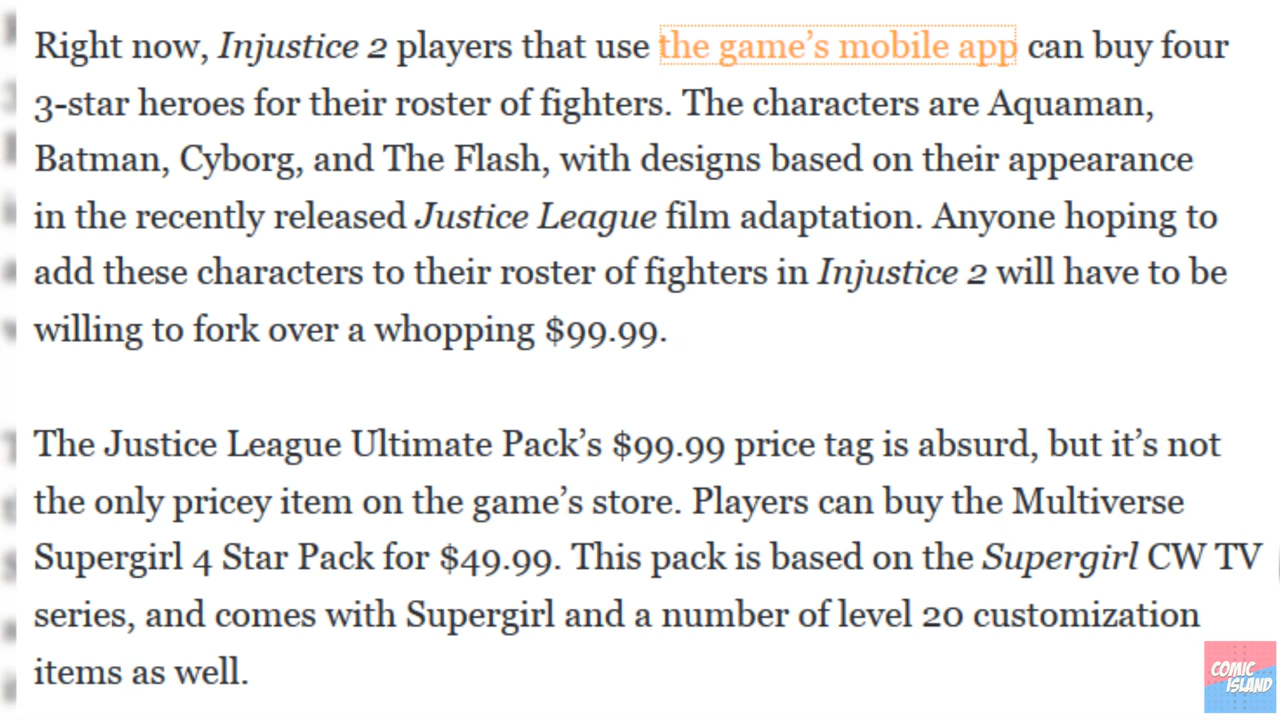 Right now, Injustice 2 players that use the game’s mobile app can buy four
3-star heroes for their roster of fighters. The characters are Aquaman,
Batman, Cyborg, and The Flash, with designs based on their appearance
in the recently released Justice League film adaptation. Anyone hoping to
add these characters to their roster of fighters in Injustice 2 will have to be
willing to fork over a whopping $99.99.
The Justice League Ultimate Pack’s $99.99 price tag is absurd, but it’s not
the only pricey item on the game’s store. Players can buy the Multiverse
Supergirl 4 Star Pack for $49.99. This pack is based on the Supergirl CW TV
series, and comes with Supergirl and a number of level 20 customization
items as well.
COMIC
ISLAND